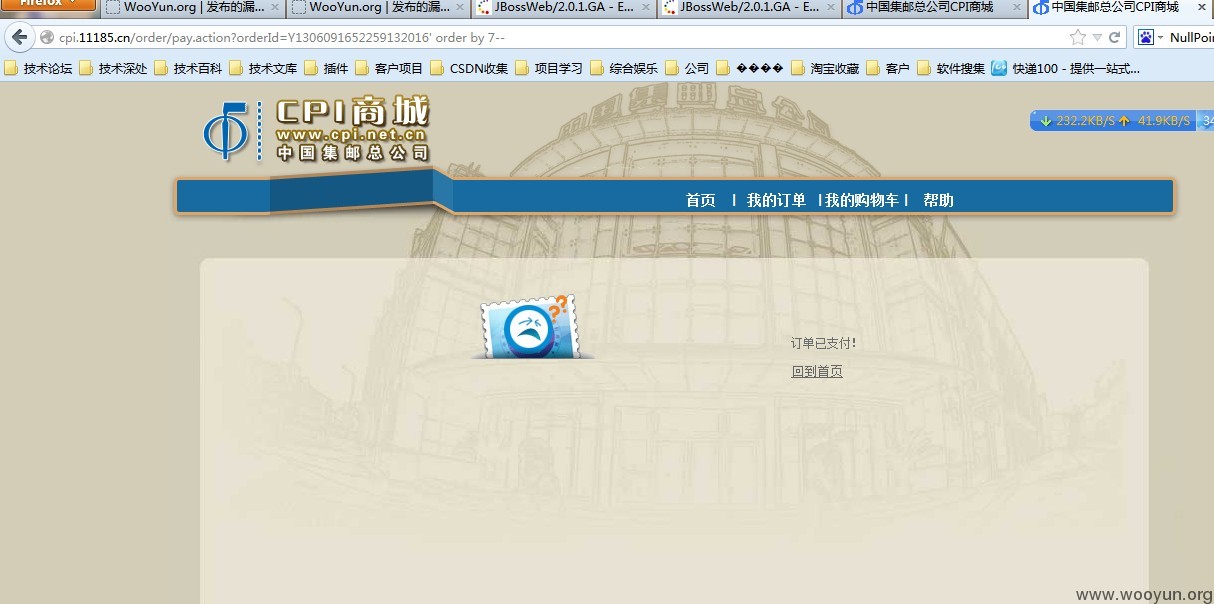 Firefox
WooYun.org | 发布的漏...
WooYun.org | 发布的漏...
JBossWeb/2.0.1.GA - E...
JBossWeb/2.0.1.GA - E...
中国集邮总公司CPI商城
中国集邮总公司CPI商城
cpi.11185.cn/order/pay.action?orderId=Y1306091652259132016' order by 7--
NullPoi
技术论坛 技术深处 技术百科 技术文库 插件 客户项目 CSDN收集 项目学习 综合娱乐 公司 ���� 淘宝收藏 客户 软件搜集 快递100 - 提供一站式...
CPI商城
www.cpi.net.cn
中国集邮总公司
232.2KB/S 41.9KB/S 34
首页 | 我的订单 | 我的购物车 | 帮助
??
订单已支付!
回到首页
www.wooyun.org